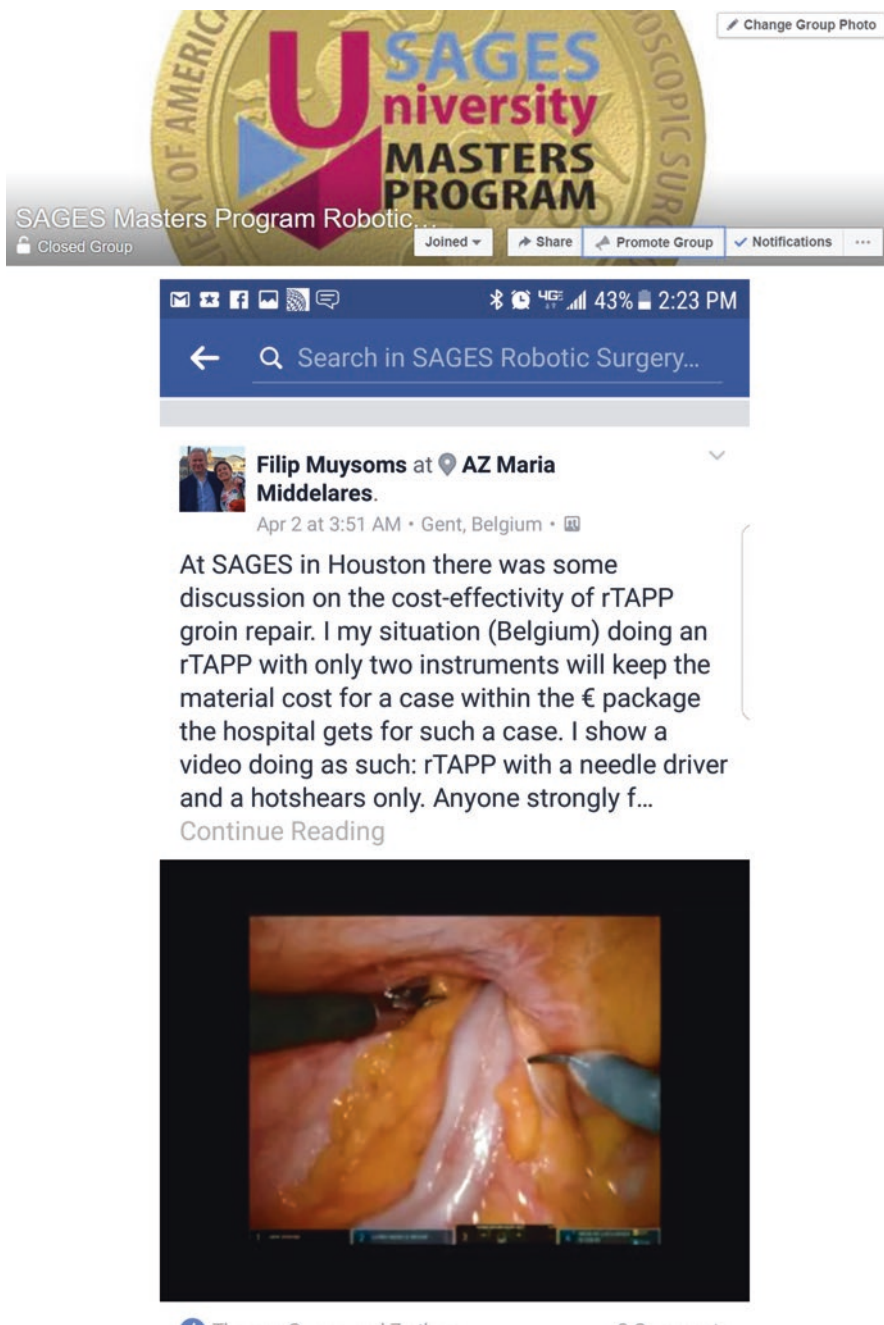 Change Group Photo
Y OF AMERICA
OSCOPIC SURG
SAGES
University
MASTERS
PROGRAM
SAGES Masters Program Robotic...
Closed Group
Joined
Share
Promote Group
Notifications
4G
43%
2:23 PM
Search in SAGES Robotic Surgery...
Filip Muysoms at AZ Maria
Middelares.
Apr 2 at 3:51 AM • Gent, Belgium •
At SAGES in Houston there was some
discussion on the cost-effectivity of rTAPP
groin repair. I my situation (Belgium) doing an
rTAPP with only two instruments will keep the
material cost for a case within the € package
the hospital gets for such a case. I show a
video doing as such: rTAPP with a needle driver
and a hotshears only. Anyone strongly f...
Continue Reading